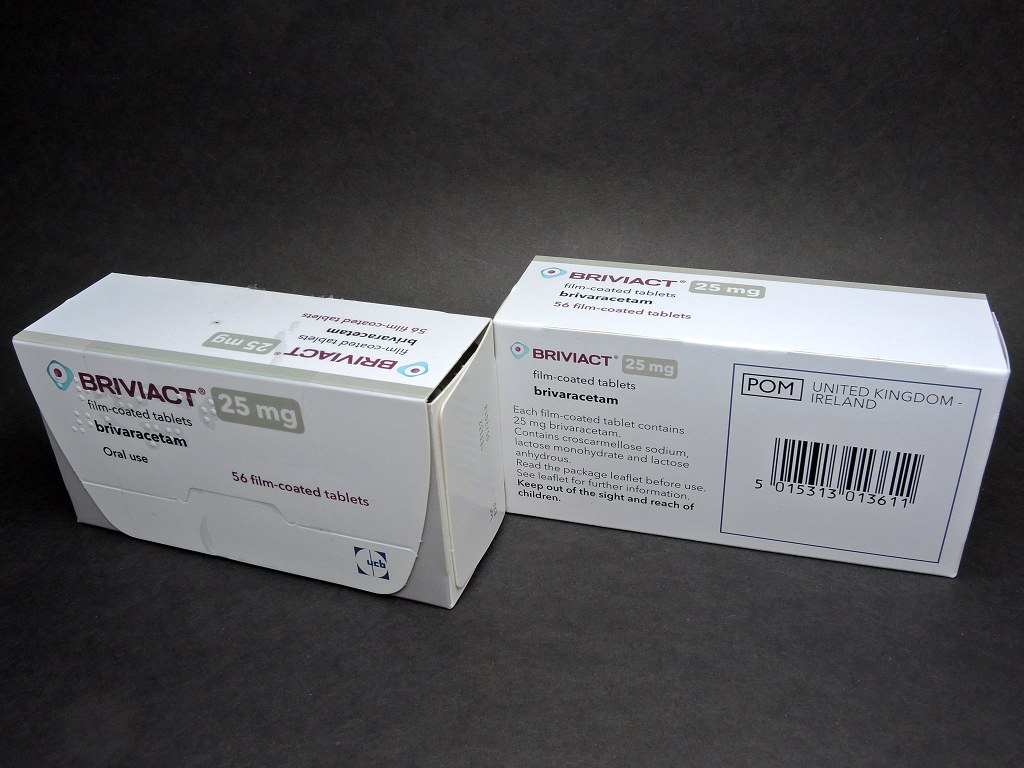 BRIVIACT® 25 mg
film-coated tablets
brivaracetam
56 film-coated tablets
BRIVIACT® 25 mg
film-coated tablets
brivaracetam
Oral use
56 film-coated tablets
ucb
BRIVIACT® 25 mg
film-coated tablets
brivaracetam
56 film-coated tablets
BRIVIACT® 25 mg
film-coated tablets
brivaracetam
Each film-coated tablet contains
25 mg brivaracetam.
Contains croscarmellose sodium,
lactose monohydrate and lactose
anhydrous.
Read the package leaflet before use.
See leaflet for further information.
Keep out of the sight and reach of
children.
POM UNITED KINGDOM -
IRELAND
5 015313 013611